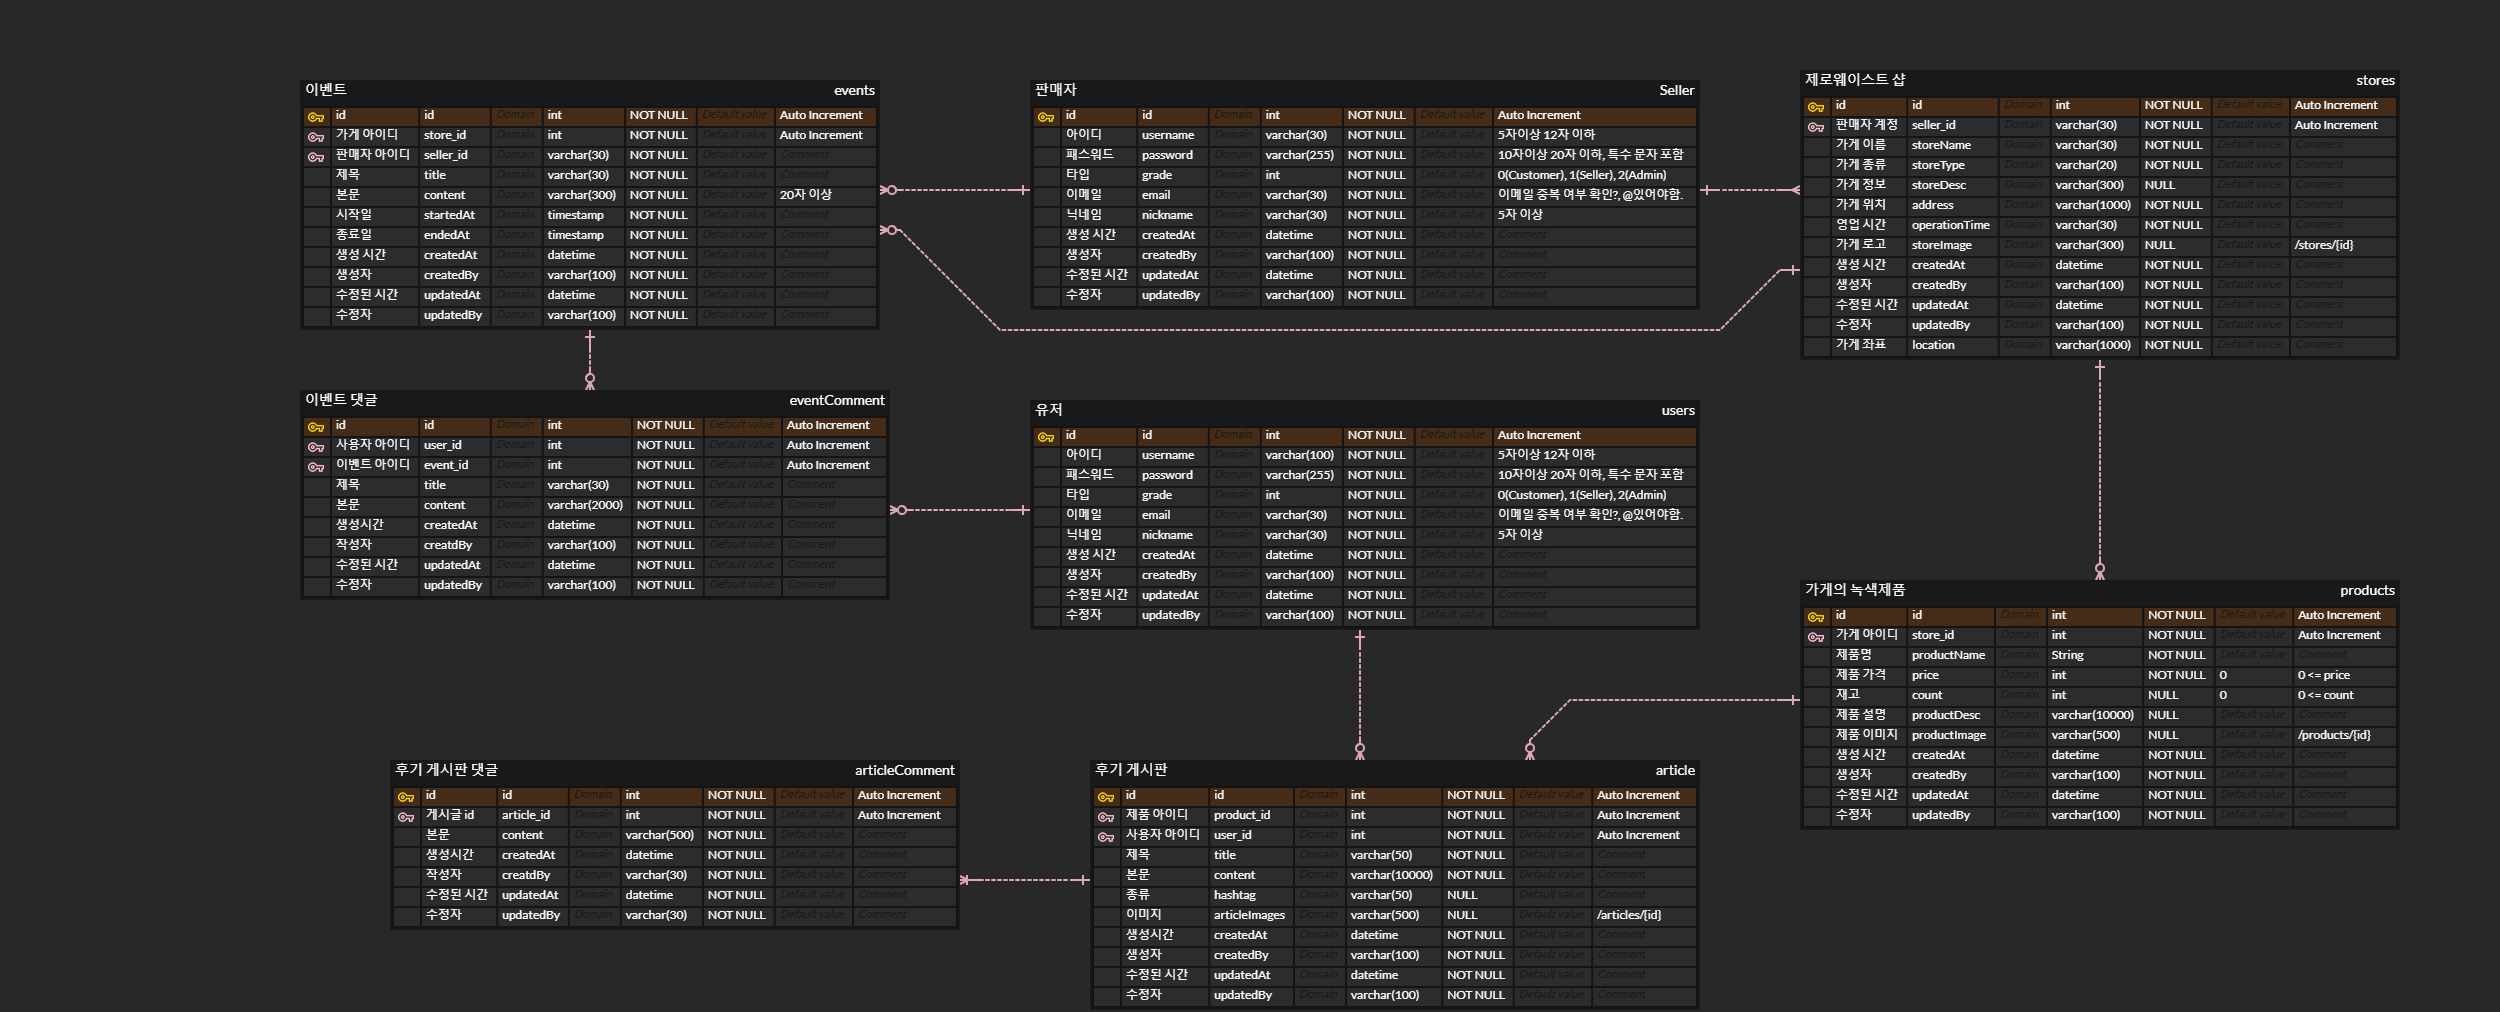 이벤트 events
id id Domain int NOT NULL Default value Auto Increment
가게 아이디 store_id Domain int NOT NULL Default value Auto Increment
판매자 아이디 seller_id Domain varchar(30) NOT NULL Default value Comment
제목 title Domain varchar(30) NOT NULL Default value Comment
본문 content Domain varchar(300) NOT NULL Default value 20자 이상
시작일 startedAt Domain timestamp NOT NULL Default value Comment
종료일 endedAt Domain timestamp NOT NULL Default value Comment
생성 시간 createdAt Domain datetime NOT NULL Default value Comment
생성자 createdBy Domain varchar(100) NOT NULL Default value Comment
수정된 시간 updatedAt Domain datetime NOT NULL Default value Comment
수정자 updatedBy Domain varchar(100) NOT NULL Default value Comment
판매자 Seller
id id Domain int NOT NULL Default value Auto Increment
아이디 username Domain varchar(30) NOT NULL Default value 5자이상 12자 이하
패스워드 password Domain varchar(255) NOT NULL Default value 10자이상 20자 이하, 특수 문자 포함
타입 grade Domain int NOT NULL Default value 0(Customer), 1(Seller), 2(Admin)
이메일 email Domain varchar(30) NOT NULL Default value 이메일 중복 여부 확인?, @있어야함.
닉네임 nickname Domain varchar(30) NOT NULL Default value 5자 이상
생성 시간 createdAt Domain datetime NOT NULL Default value Comment
생성자 createdBy Domain varchar(100) NOT NULL Default value Comment
수정된 시간 updatedAt Domain datetime NOT NULL Default value Comment
수정자 updatedBy Domain varchar(100) NOT NULL Default value Comment
제로웨이스트 샵 stores
id id Domain int NOT NULL Default value Auto Increment
판매자 계정 seller_id Domain varchar(30) NOT NULL Default value Auto Increment
가게 이름 storeName Domain varchar(30) NOT NULL Default value Comment
가게 종류 storeType Domain varchar(20) NOT NULL Default value Comment
가게 정보 storeDesc Domain varchar(300) NULL Default value Comment
가게 위치 address Domain varchar(1000) NOT NULL Default value Comment
영업 시간 operationTime Domain varchar(30) NOT NULL Default value Comment
가게 로고 storeImage Domain varchar(300) NULL Default value /stores/{id}
생성 시간 createdAt Domain datetime NOT NULL Default value Comment
생성자 createdBy Domain varchar(100) NOT NULL Default value Comment
수정된 시간 updatedAt Domain datetime NOT NULL Default value Comment
수정자 updatedBy Domain varchar(100) NOT NULL Default value Comment
가게 좌표 location Domain varchar(1000) NOT NULL Default value Comment
이벤트 댓글 eventComment
id id Domain int NOT NULL Default value Auto Increment
사용자 아이디 user_id Domain int NOT NULL Default value Auto Increment
이벤트 아이디 event_id Domain int NOT NULL Default value Auto Increment
제목 title Domain varchar(30) NOT NULL Default value Comment
본문 content Domain varchar(2000) NOT NULL Default value Comment
생성시간 createdAt Domain datetime NOT NULL Default value Comment
작성자 creatdBy Domain varchar(100) NOT NULL Default value Comment
수정된 시간 updatedAt Domain datetime NOT NULL Default value Comment
수정자 updatedBy Domain varchar(100) NOT NULL Default value Comment
유저 users
id id Domain int NOT NULL Default value Auto Increment
아이디 username Domain varchar(100) NOT NULL Default value 5자이상 12자 이하
패스워드 password Domain varchar(255) NOT NULL Default value 10자이상 20자 이하, 특수 문자 포함
타입 grade Domain int NOT NULL Default value 0(Customer), 1(Seller), 2(Admin)
이메일 email Domain varchar(30) NOT NULL Default value 이메일 중복 여부 확인?, @있어야함.
닉네임 nickname Domain varchar(30) NOT NULL Default value 5자 이상
생성 시간 createdAt Domain datetime NOT NULL Default value Comment
생성자 createdBy Domain varchar(100) NOT NULL Default value Comment
수정된 시간 updatedAt Domain datetime NOT NULL Default value Comment
수정자 updatedBy Domain varchar(100) NOT NULL Default value Comment
가게의 녹색제품 products
id id Domain int NOT NULL Default value Auto Increment
가게 아이디 store_id Domain int NOT NULL Default value Auto Increment
제품명 productName Domain String NOT NULL Default value Comment
제품 가격 price Domain int NOT NULL 0 0 <= price
재고 count Domain int NULL 0 0 <= count
제품 설명 productDesc Domain varchar(10000) NULL Default value Comment
제품 이미지 productImage Domain varchar(500) NULL Default value /products/{id}
생성 시간 createdAt Domain datetime NOT NULL Default value Comment
생성자 createdBy Domain varchar(100) NOT NULL Default value Comment
수정된 시간 updatedAt Domain datetime NOT NULL Default value Comment
수정자 updatedBy Domain varchar(100) NOT NULL Default value Comment
후기 게시판 댓글 articleComment
id id Domain int NOT NULL Default value Auto Increment
게시글 id article_id Domain int NOT NULL Default value Auto Increment
본문 content Domain varchar(500) NOT NULL Default value Comment
생성시간 createdAt Domain datetime NOT NULL Default value Comment
작성자 creatdBy Domain varchar(30) NOT NULL Default value Comment
수정된 시간 updatedAt Domain datetime NOT NULL Default value Comment
수정자 updatedBy Domain varchar(30) NOT NULL Default value Comment
후기 게시판 article
id id Domain int NOT NULL Default value Auto Increment
제품 아이디 product_id Domain int NOT NULL Default value Auto Increment
사용자 아이디 user_id Domain int NOT NULL Default value Auto Increment
제목 title Domain varchar(50) NOT NULL Default value Comment
본문 content Domain varchar(10000) NOT NULL Default value Comment
종류 hashtag Domain varchar(50) NULL Default value Comment
이미지 articleImages Domain varchar(500) NULL Default value /articles/{id}
생성시간 createdAt Domain datetime NOT NULL Default value Comment
생성자 createdBy Domain varchar(100) NOT NULL Default value Comment
수정된 시간 updatedAt Domain datetime NOT NULL Default value Comment
수정자 updatedBy Domain varchar(100) NOT NULL Default value Comment